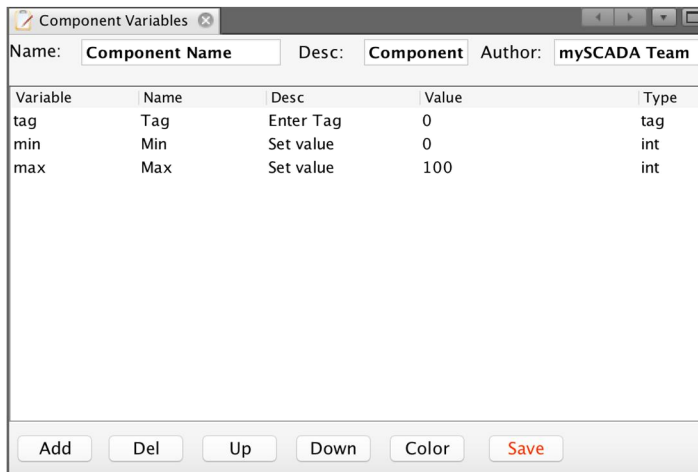 Component Variables
Name: Component Name Desc: Component Author: mySCADA Team
Variable Name Desc Value Type
tag Tag Enter Tag 0 tag
min Min Set value 0 int
max Max Set value 100 int
Add Del Up Down Color Save